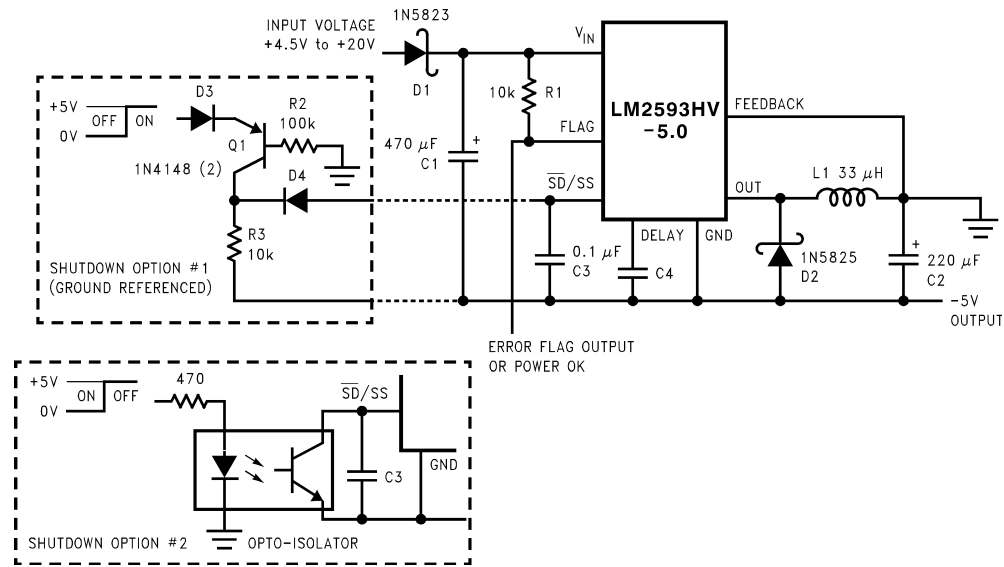 INPUT VOLTAGE
+4.5V to +20V
1N5823
D1
V_IN
10k
R1
FLAG
470 μF
C1
+
S̅D̅/SS
LM2593HV
-5.0
FEEDBACK
OUT
L1 33 μH
DELAY
GND
0.1 μF
C3
C4
1N5825
D2
+
220 μF
C2
-5V
OUTPUT
ERROR FLAG OUTPUT
OR POWER OK
+5V
OFF
ON
0V
D3
R2
100k
Q1
1N4148 (2)
D4
R3
10k
SHUTDOWN OPTION #1
(GROUND REFERENCED)
+5V
ON
OFF
0V
470
S̅D̅/SS
GND
C3
SHUTDOWN OPTION #2
OPTO-ISOLATOR